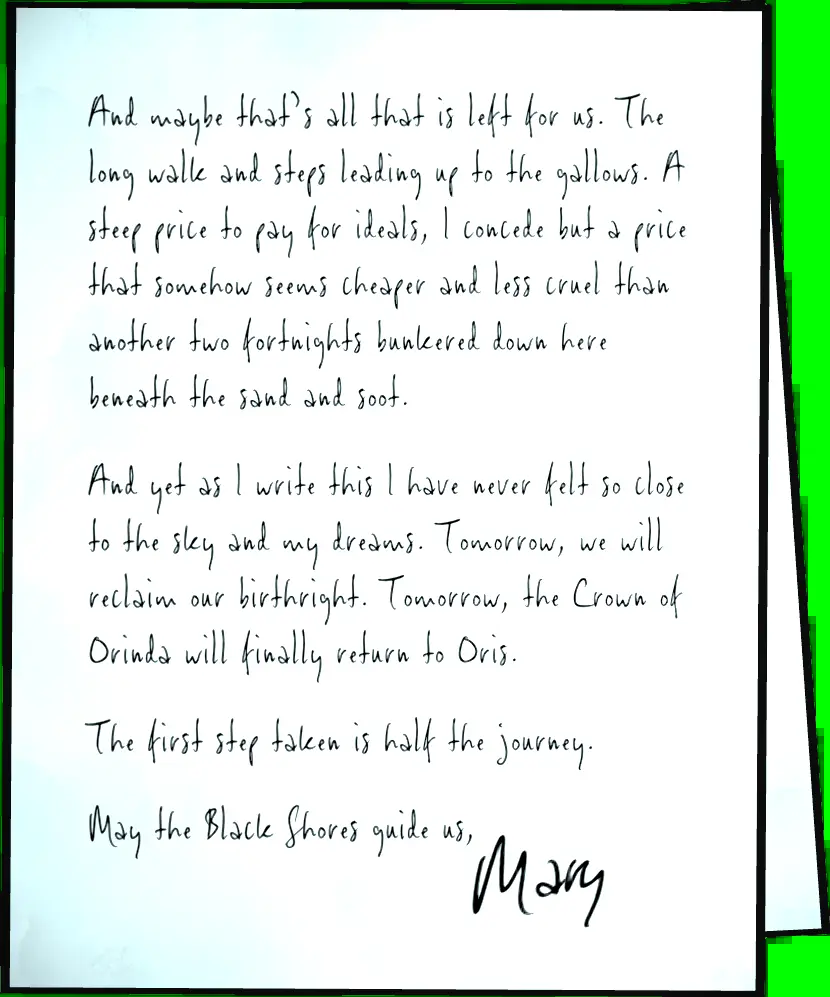 And maybe that's all that is left for us. The
long walk and steps leading up to the gallows. A
steep price to pay for ideals, I concede but a price
that somehow seems cheaper and less cruel than
another two fortnights bunkered down here
beneath the sand and soot.
And yet as I write this I have never felt so close
to the sky and my dreams. Tomorrow, we will
reclaim our birthright. Tomorrow, the Crown of
Orinda will finally return to Oris.
The first step taken is half the journey.
May the Black Shores guide us,
Mary